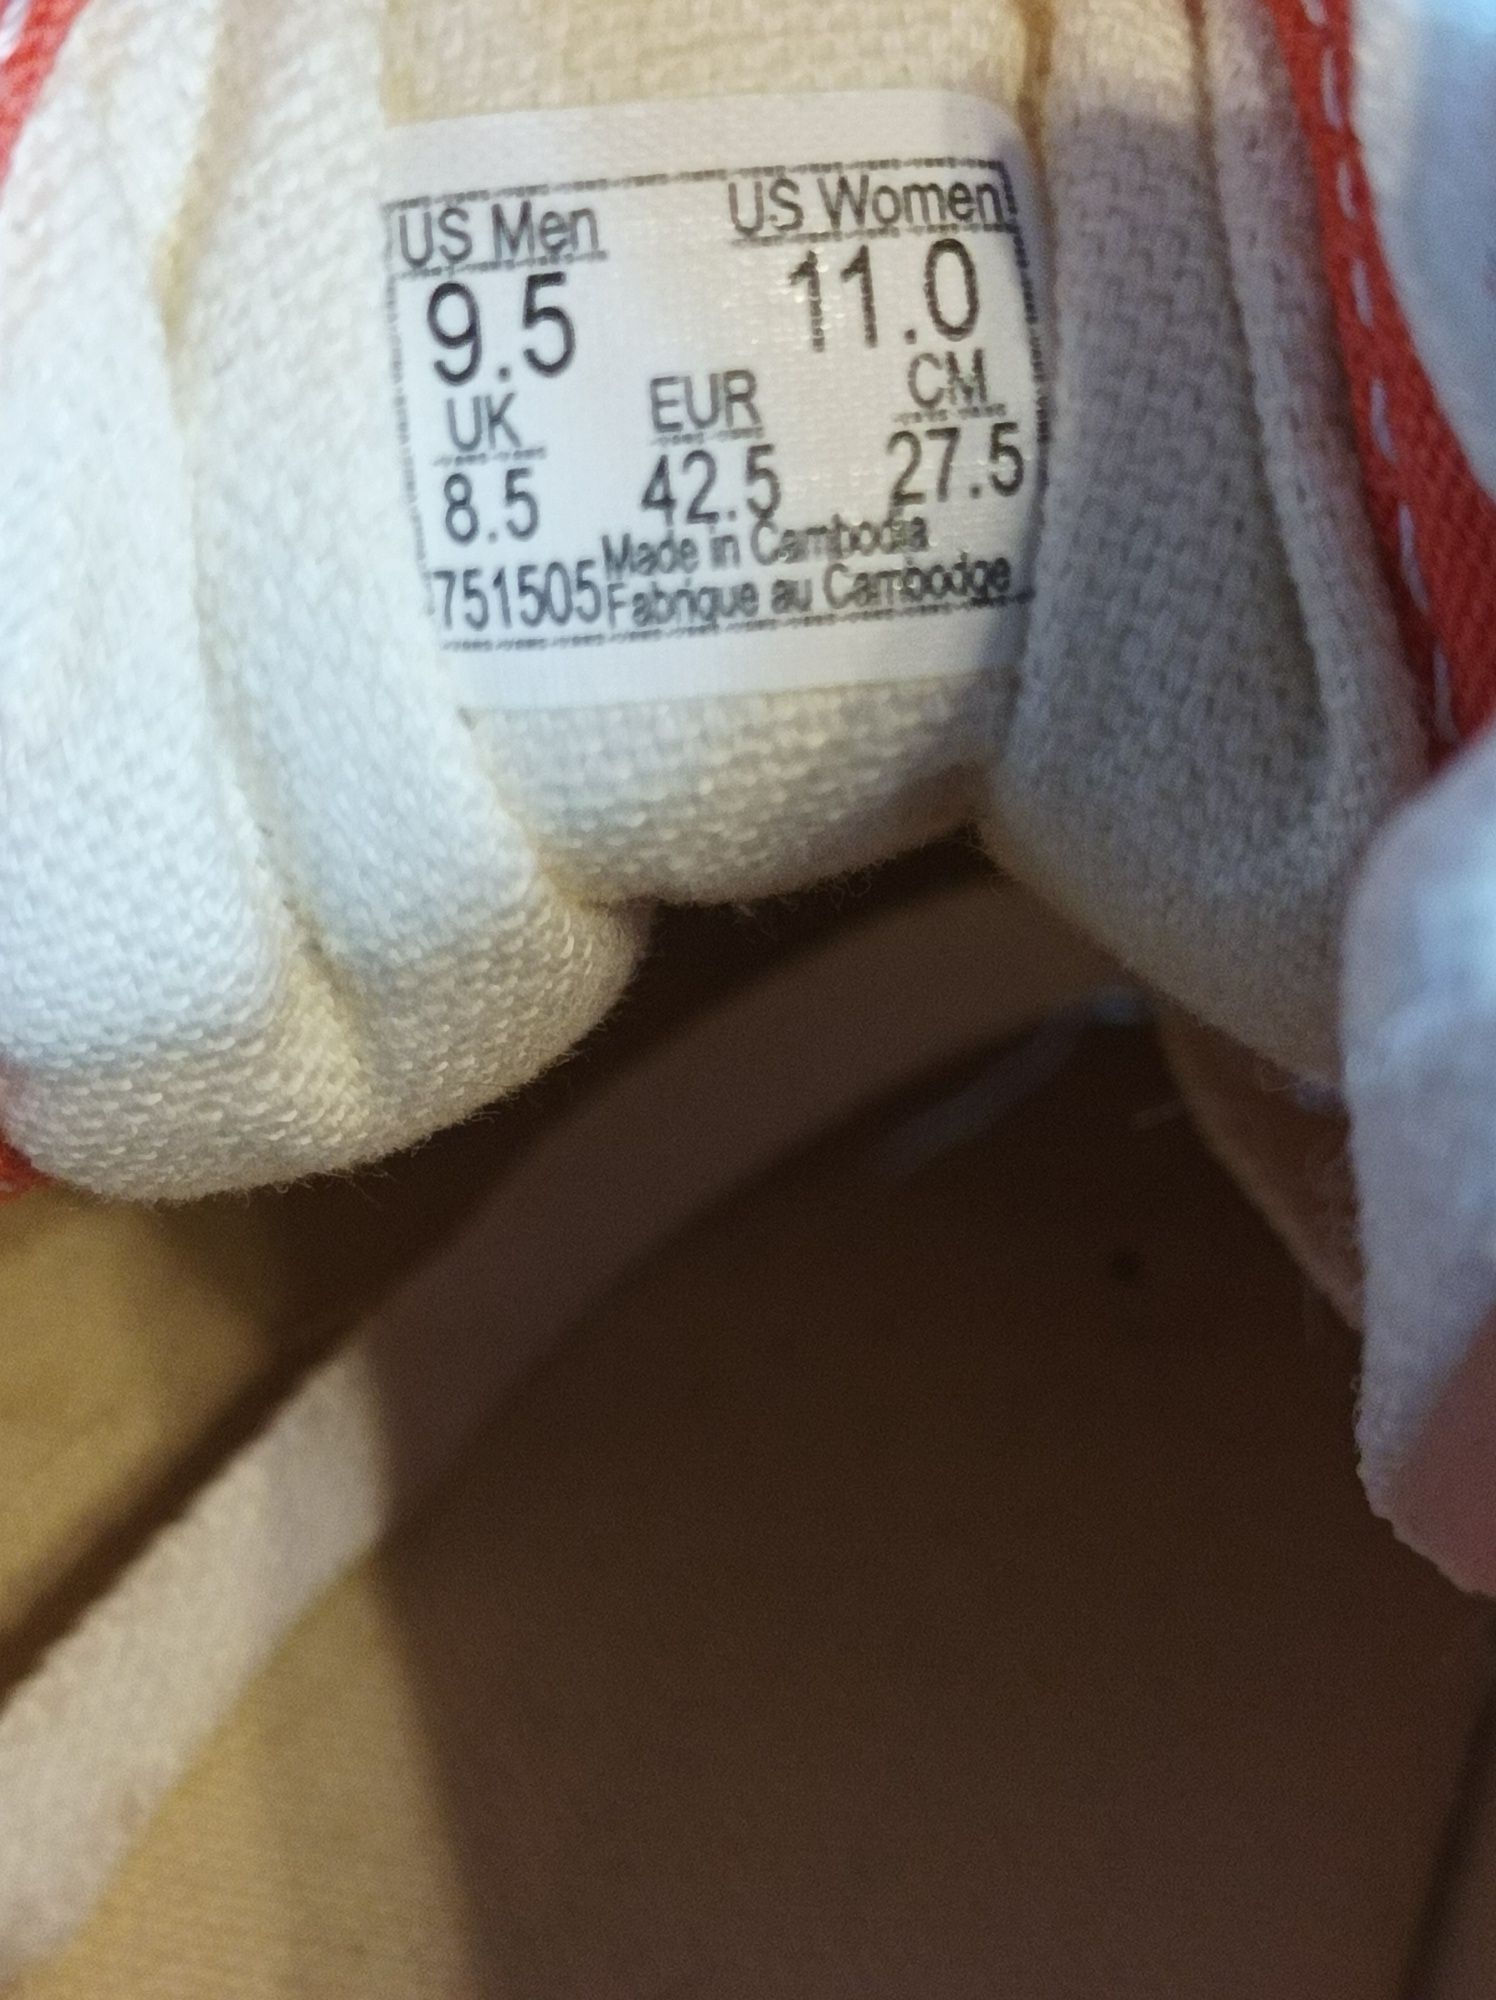 US Men US Women
9.5 11.0
UK EUR CM
8.5 42.5 27.5
Made in Cambodia
751505 Fabrique au Cambodge